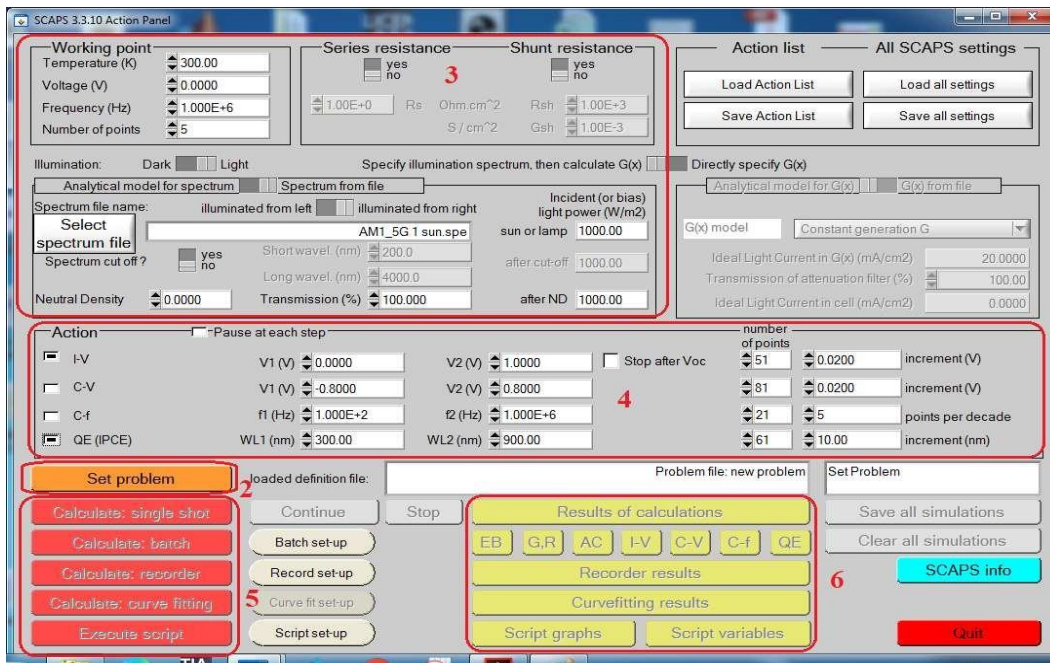 SCAPS 3.3.10 Action Panel
Working point
Temperature (K) 300.00
Voltage (V) 0.0000
Frequency (Hz) 1.000E+6
Number of points 5
Series resistance
yes
no
1.00E+0 Rs Ohm.cm^2
S / cm^2
Shunt resistance
yes
no
Rsh 1.00E+3
Gsh 1.00E-3
3
Action list
Load Action List
Save Action List
All SCAPS settings
Load all settings
Save all settings
Illumination: Dark Light
Specify illumination spectrum, then calculate G(x) Directly specify G(x)
Analytical model for spectrum Spectrum from file
Spectrum file name: illuminated from left illuminated from right
Incident (or bias)
light power (W/m2)
Select
spectrum file
AM1_5G 1 sun.spe
sun or lamp 1000.00
Spectrum cut off ? yes
no
Short wavel. (nm) 200.0
Long wavel. (nm) 4000.0
after cut-off 1000.00
Neutral Density 0.0000 Transmission (%) 100.000 after ND 1000.00
Analytical model for G(x) G(x) from file
G(x) model Constant generation G
Ideal Light Current in G(x) (mA/cm2) 20.0000
Transmission of attenuation filter (%) 100.00
Ideal Light Current in cell (mA/cm2) 0.0000
Action Pause at each step
number
of points
I-V V1 (V) 0.0000 V2 (V) 1.0000 Stop after Voc 51 0.0200 increment (V)
C-V V1 (V) -0.8000 V2 (V) 0.8000 81 0.0200 increment (V)
4
C-f f1 (Hz) 1.000E+2 f2 (Hz) 1.000E+6 21 5 points per decade
QE (IPCE) WL1 (nm) 300.00 WL2 (nm) 900.00 61 10.00 increment (nm)
Set problem
2
loaded definition file: Problem file: new problem
Set Problem
Calculate: single shot Continue Stop Results of calculations Save all simulations
Calculate: batch Batch set-up EB G,R AC I-V C-V C-f QE Clear all simulations
Calculate: recorder Record set-up Recorder results SCAPS info
5
6
Calculate: curve fitting Curve fit set-up Curvefitting results
Execute script Script set-up Script graphs Script variables Quit